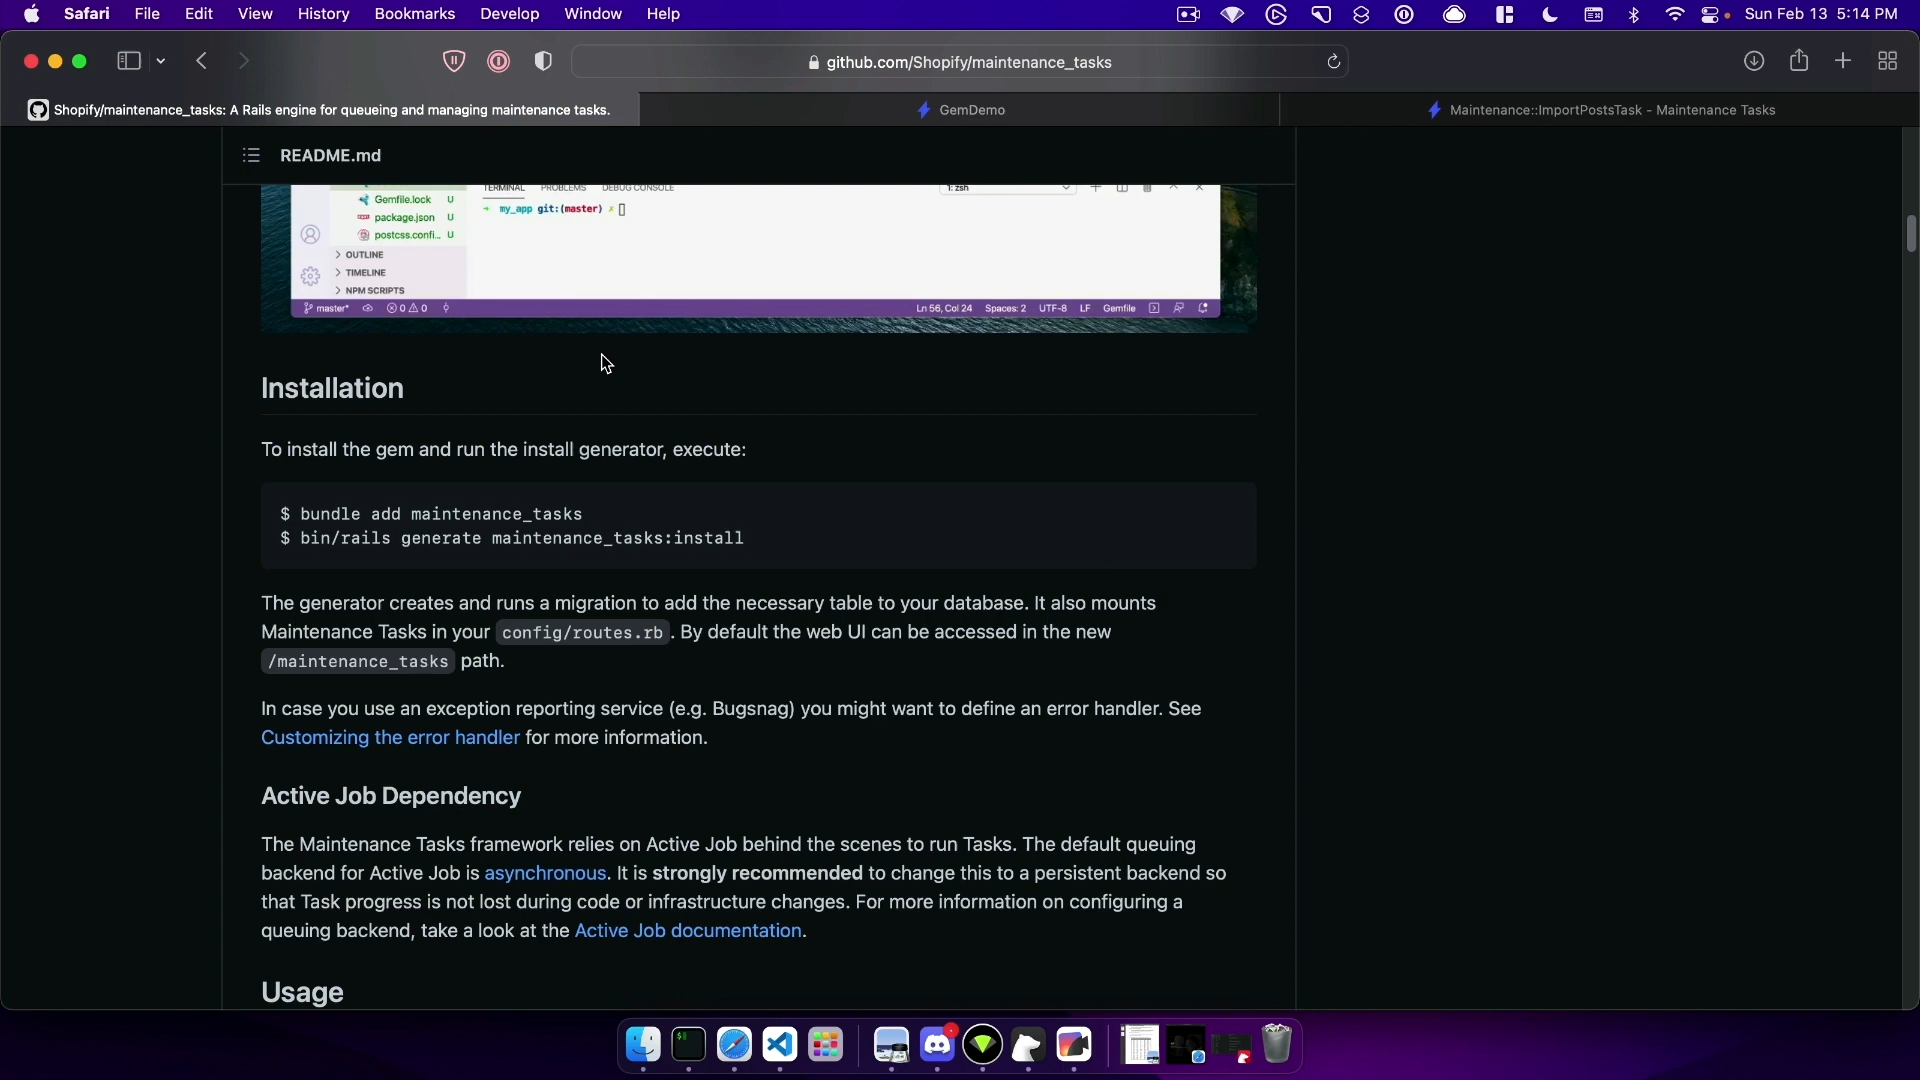 Safari File Edit View History Bookmarks Develop Window Help Sun Feb 13 5:14 PM
github.com/Shopify/maintenance_tasks
Shopify/maintenance_tasks: A Rails engine for queueing and managing maintenance tasks.
GemDemo
Maintenance::ImportPostsTask - Maintenance Tasks
README.md
TERMINAL PROBLEMS DEBUG CONSOLE 1: zsh
Gemfile.lock U
my_app git:(master) ✗
package.json U
postcss.confi... U
OUTLINE
TIMELINE
NPM SCRIPTS
master* 0 0 Ln 56, Col 24 Spaces: 2 UTF-8 LF Gemfile
Installation
To install the gem and run the install generator, execute:
$ bundle add maintenance_tasks
$ bin/rails generate maintenance_tasks:install
The generator creates and runs a migration to add the necessary table to your database. It also mounts
Maintenance Tasks in your config/routes.rb. By default the web UI can be accessed in the new
/maintenance_tasks path.
In case you use an exception reporting service (e.g. Bugsnag) you might want to define an error handler. See
Customizing the error handler for more information.
Active Job Dependency
The Maintenance Tasks framework relies on Active Job behind the scenes to run Tasks. The default queuing
backend for Active Job is asynchronous. It is strongly recommended to change this to a persistent backend so
that Task progress is not lost during code or infrastructure changes. For more information on configuring a
queuing backend, take a look at the Active Job documentation.
Usage